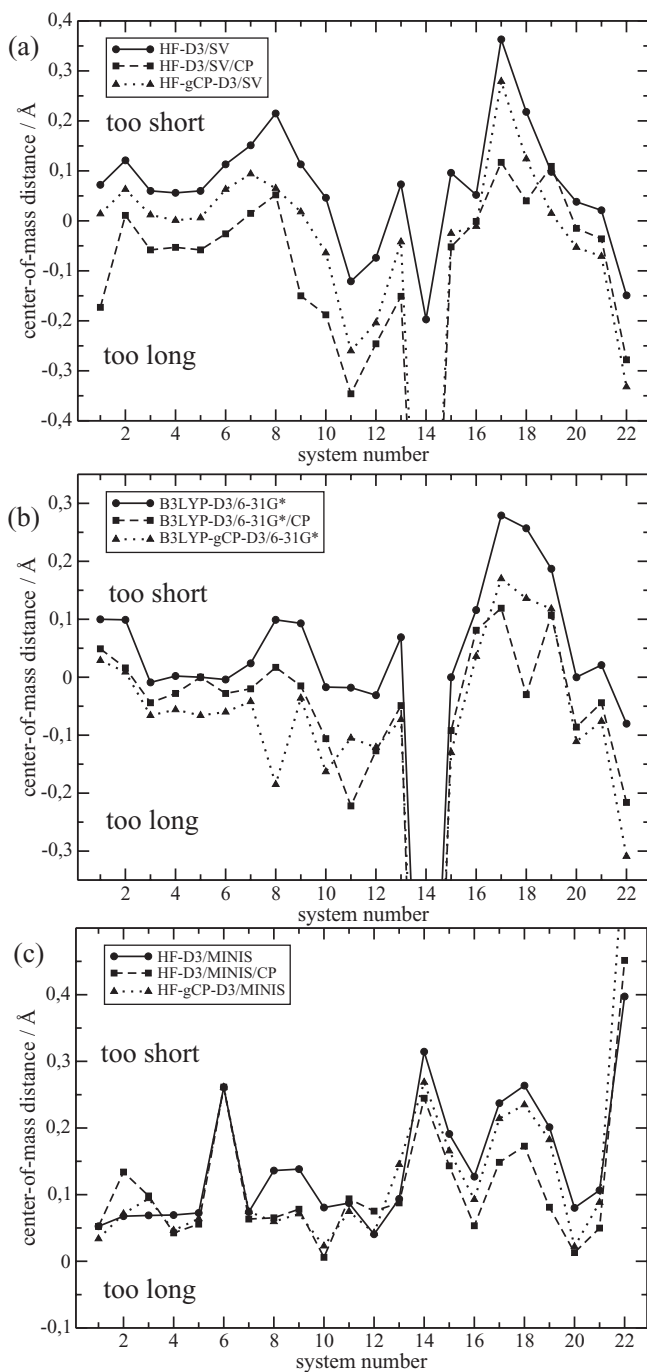 (a)
0,4
0,3
0,2
0,1
0
-0,1
-0,2
-0,3
-0,4
center-of-mass distance / Å
HF-D3/SV
HF-D3/SV/CP
HF-gCP-D3/SV
too short
too long
2 4 6 8 10 12 14 16 18 20 22
system number
(b)
0,3
0,2
0,1
0
-0,1
-0,2
-0,3
center-of-mass distance / Å
B3LYP-D3/6-31G*
B3LYP-D3/6-31G*/CP
B3LYP-gCP-D3/6-31G*
too short
too long
2 4 6 8 10 12 14 16 18 20 22
system number
(c)
0,4
0,3
0,2
0,1
0
-0,1
center-of-mass distance / Å
HF-D3/MINIS
HF-D3/MINIS/CP
HF-gCP-D3/MINIS
too short
too long
2 4 6 8 10 12 14 16 18 20 22
system number